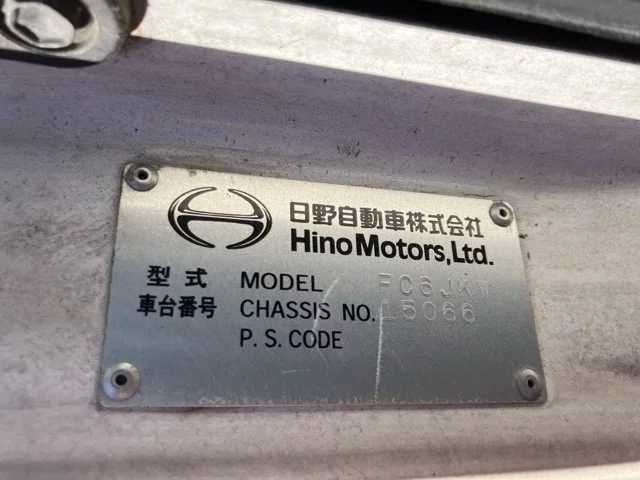 日野自動車株式会社
Hino Motors, Ltd.
型式 MODEL FC6JKW
車台番号 CHASSIS NO. 15066
P. S. CODE